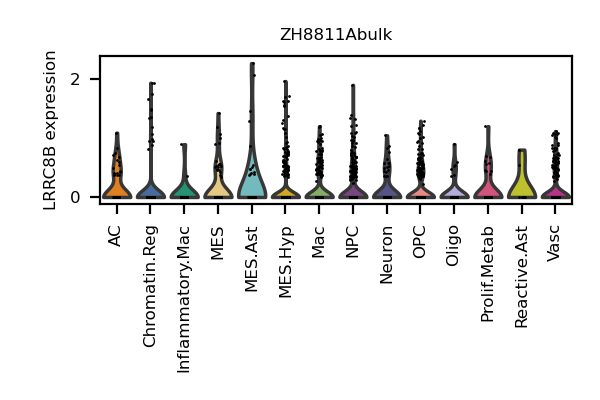 ZH8811Abulk
LRRC8B expression
2
0
AC
Chromatin.Reg
Inflammatory.Mac
MES
MES.Ast
MES.Hyp
Mac
NPC
Neuron
OPC
Oligo
Prolif.Metab
Reactive.Ast
Vasc